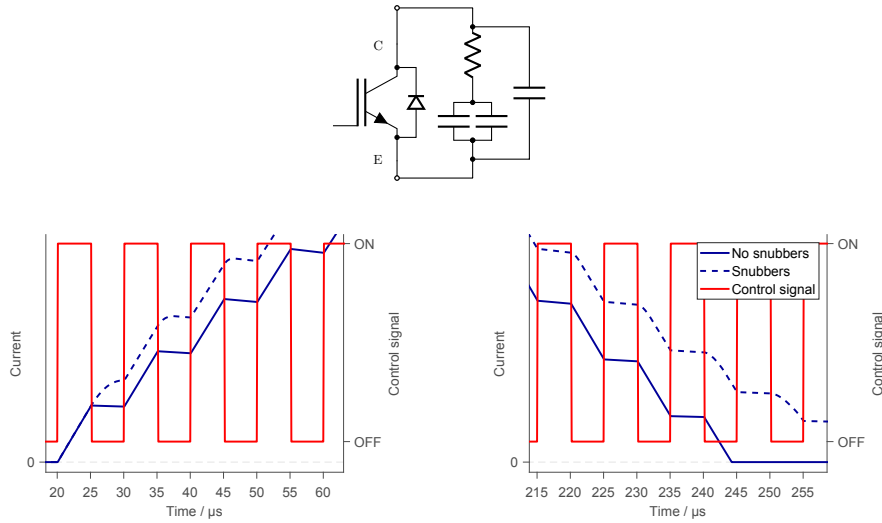 C
E
ON
OFF
0
Current
Control signal
20 25 30 35 40 45 50 55 60
Time / µs
No snubbers
Snubbers
Control signal
ON
OFF
0
Current
Control signal
215 220 225 230 235 240 245 250 255
Time / µs